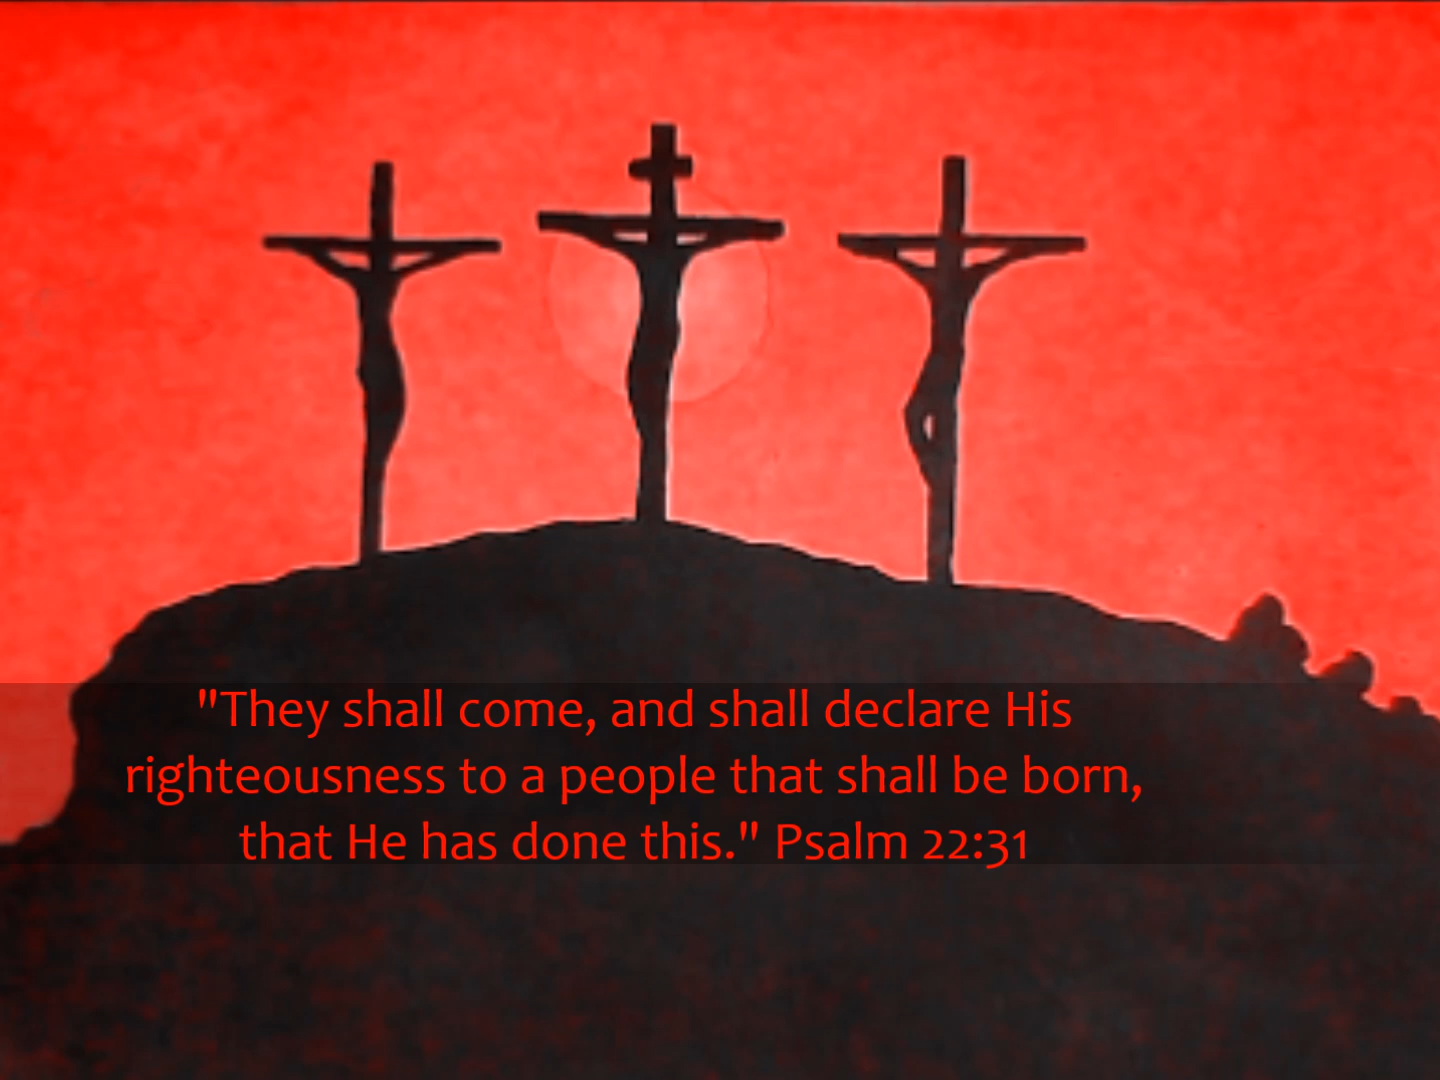 "They shall come, and shall declare His
righteousness to a people that shall be born,
that He has done this." Psalm 22:31